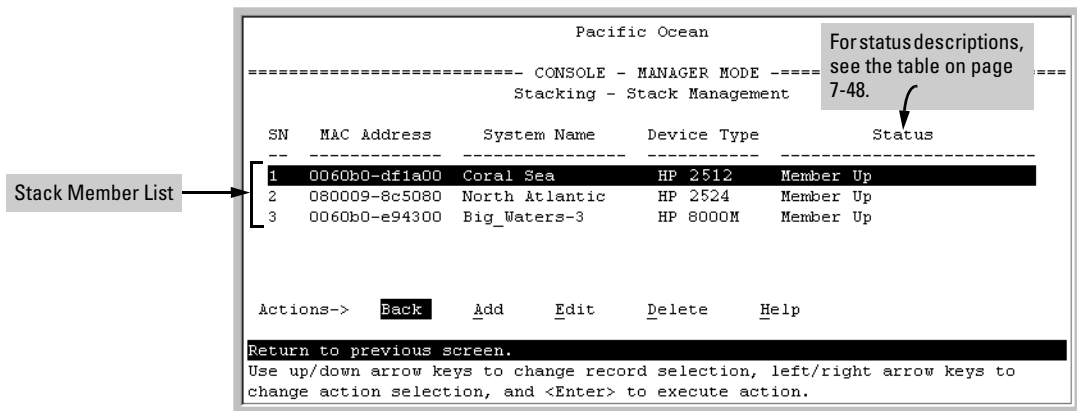 Pacific Ocean
For status descriptions,
see the table on page
7-48.
==========================- CONSOLE - MANAGER MODE -==== ===
Stacking - Stack Management
SN MAC Address System Name Device Type Status
-- ------------- ---------------- ----------- -------------------------
Stack Member List
1 0060b0-df1a00 Coral Sea HP 2512 Member Up
2 080009-8c5080 North Atlantic HP 2524 Member Up
3 0060b0-e94300 Big_Waters-3 HP 8000M Member Up
Actions-> Back Add Edit Delete Help
Return to previous screen.
Use up/down arrow keys to change record selection, left/right arrow keys to
change action selection, and <Enter> to execute action.